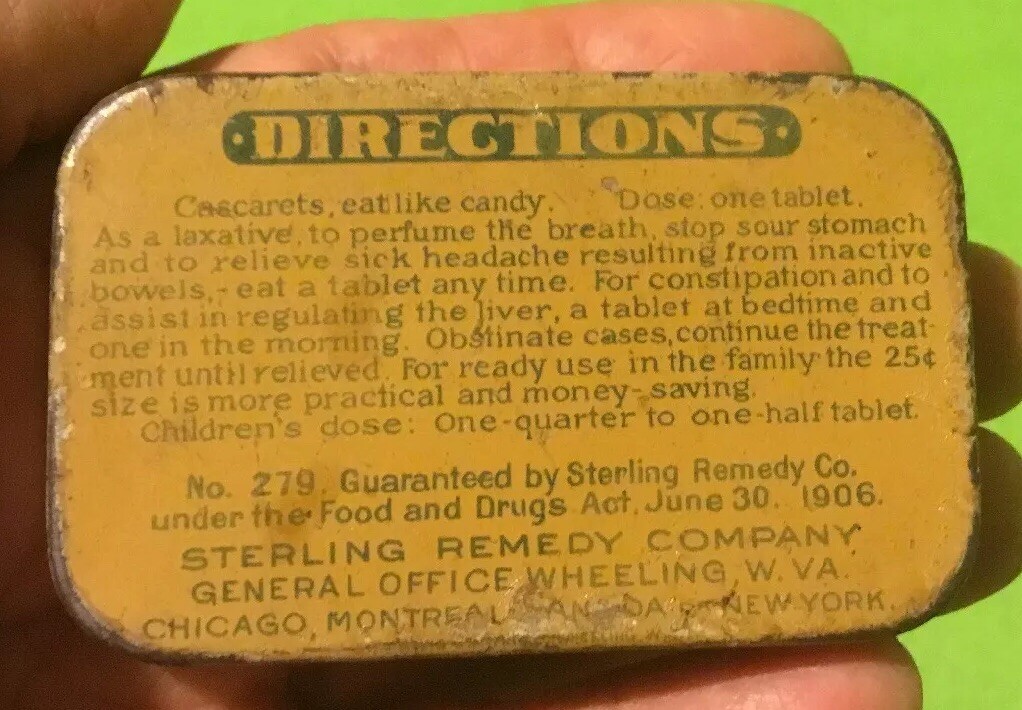 ·DIRECTIONS·
Cascarets, eat like candy. Dose: one tablet.
As a laxative, to perfume the breath, stop sour stomach
and to relieve sick headache resulting from inactive
bowels,- eat a tablet any time. For constipation and to
assist in regulating the liver, a tablet at bedtime and
one in the morning. Obstinate cases, continue the treat-
ment until relieved. For ready use in the family the 25¢
size is more practical and money-saving.
Children's dose: One-quarter to one-half tablet.
No. 279. Guaranteed by Sterling Remedy Co.
under the Food and Drugs Act. June 30. 1906.
STERLING REMEDY COMPANY
GENERAL OFFICE WHEELING, W. VA.
CHICAGO, MONTREAL CANADA NEW YORK.